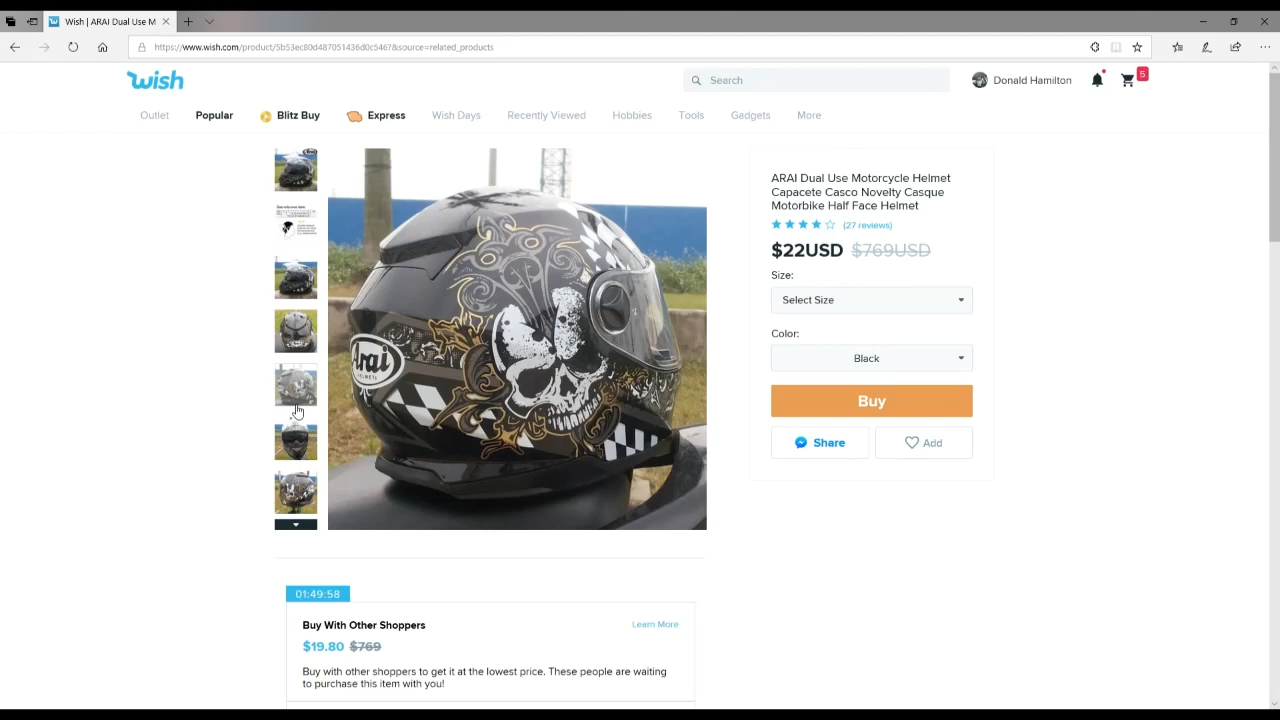 Wish | ARAI Dual Use M
https://www.wish.com/product/5b53ec80d487051436d0c546?&source=related_products
wish
Search
Donald Hamilton
5
Outlet
Popular
Blitz Buy
Express
Wish Days
Recently Viewed
Hobbies
Tools
Gadgets
More
Arai
HELMETS
ARAI Dual Use Motorcycle Helmet
Capacete Casco Novelty Casque
Motorbike Half Face Helmet
(27 reviews)
$22USD $769USD
Size:
Select Size
Color:
Black
Buy
Share
Add
01:49:58
Buy With Other Shoppers
Learn More
$19.80 $769
Buy with other shoppers to get it at the lowest price. These people are waiting
to purchase this item with you!